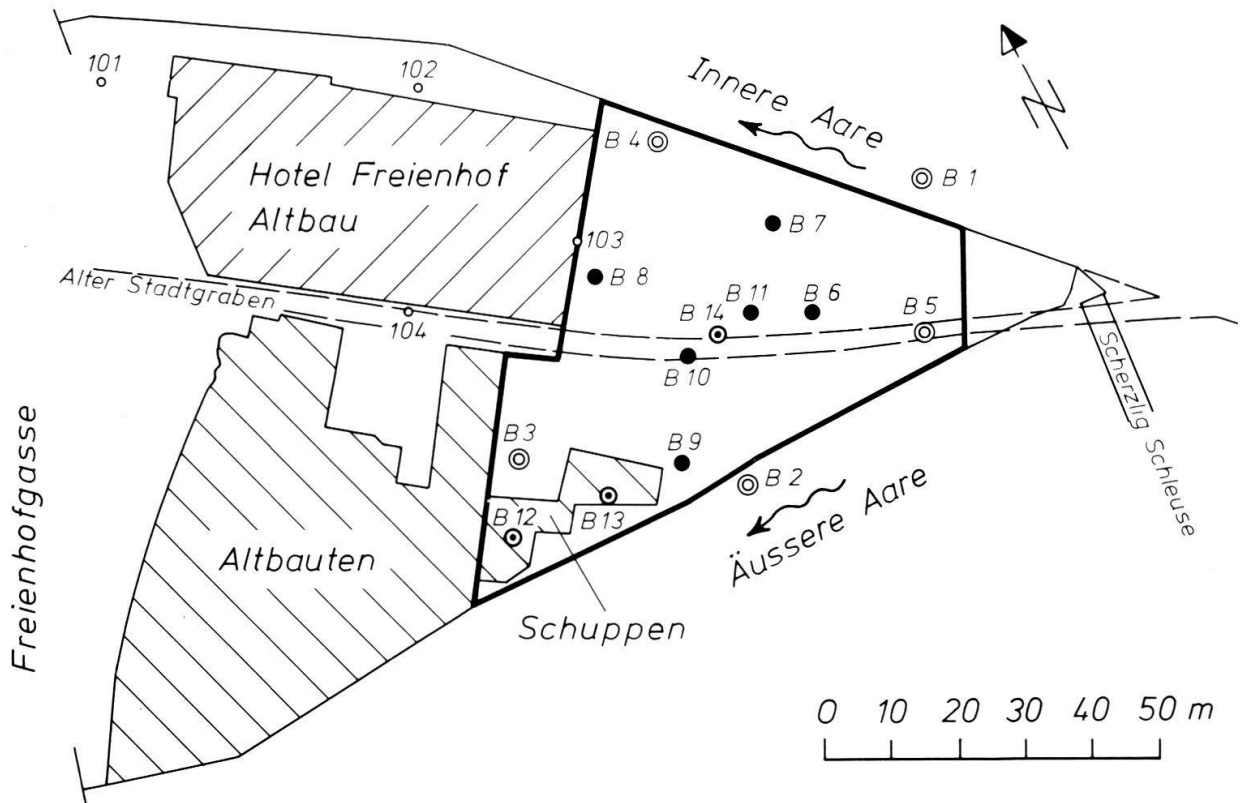 101
102
Innere Aare
B 4
B 1
Hotel Freienhof
Altbau
B 7
103
B 8
Alter Stadtgraben
104
B 14
B 11
B 6
B 5
B 10
Scherzlig Schleuse
Freienhofgasse
B 3
B 9
B 2
B 12
B 13
Äussere Aare
Altbauten
Schuppen
0 10 20 30 40 50 m